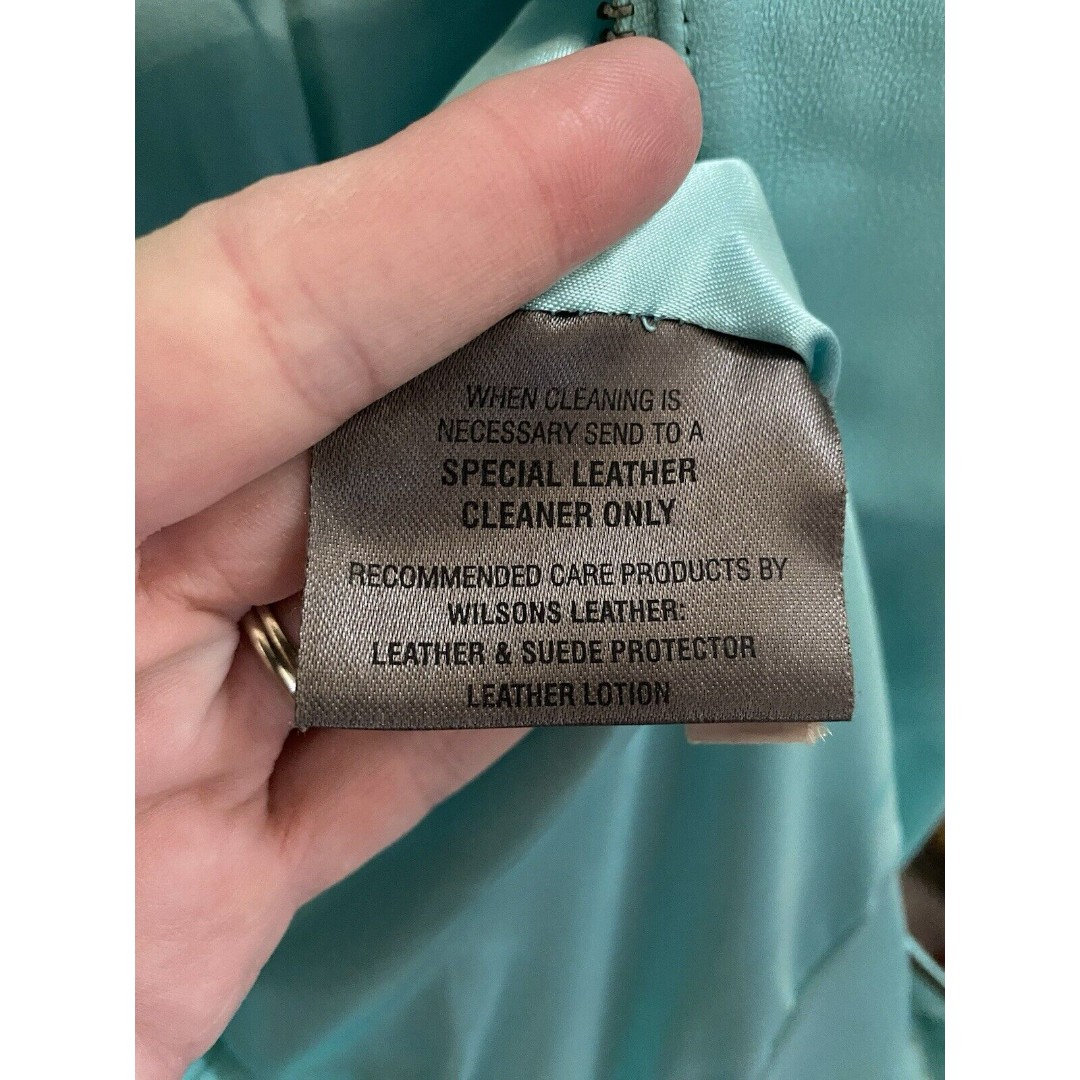 WHEN CLEANING IS
NECESSARY SEND TO A
SPECIAL LEATHER
CLEANER ONLY
RECOMMENDED CARE PRODUCTS BY
WILSONS LEATHER:
LEATHER & SUEDE PROTECTOR
LEATHER LOTION